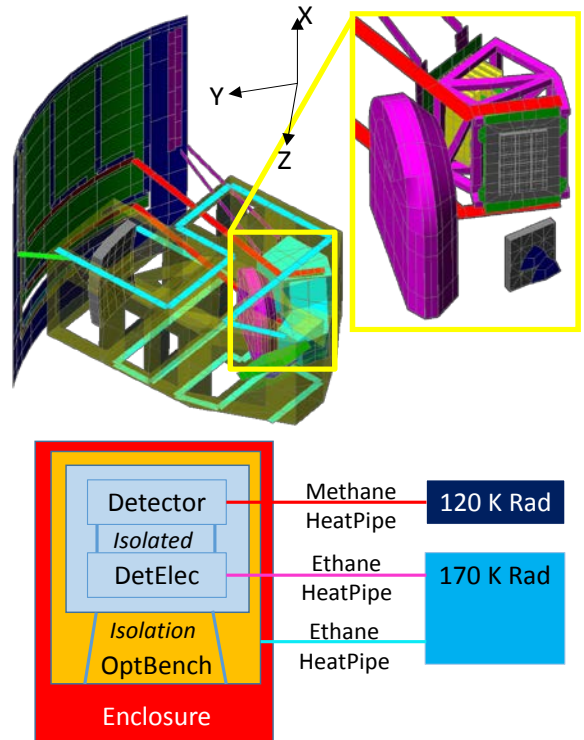 X
Y
Z
Detector
Methane
HeatPipe
120 K Rad
Isolated
DetElec
Ethane
HeatPipe
170 K Rad
Isolation
OptBench
Ethane
HeatPipe
Enclosure